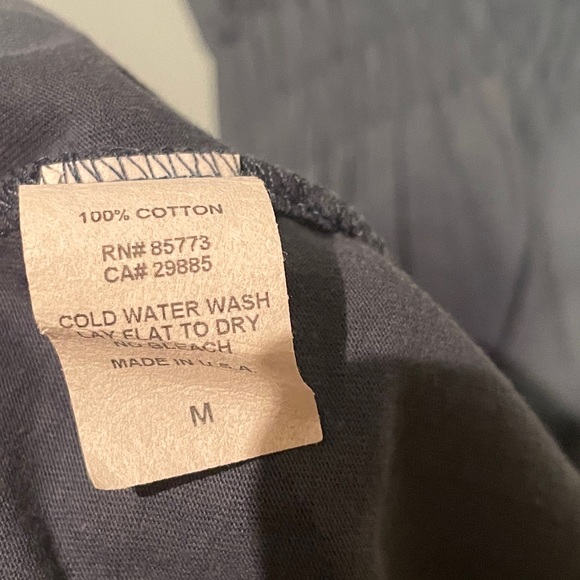 100% COTTON
RN# 85773
CA# 29885
COLD WATER WASH
LAY FLAT TO DRY
NO BLEACH
MADE IN U.S.A.
M